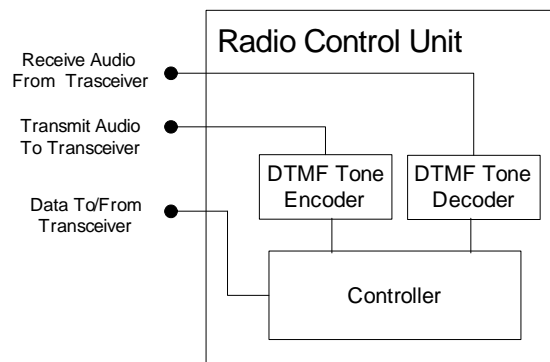 Radio Control Unit
Receive Audio
From Trasceiver
Transmit Audio
To Transceiver
DTMF Tone
Encoder
DTMF Tone
Decoder
Data To/From
Transceiver
Controller